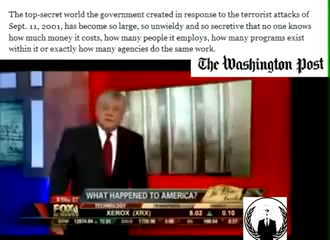 The top-secret world the government created in response to the terrorist attacks of
Sept. 11, 2001, has become so large, so unwieldy and so secretive that no one knows
how much money it costs, how many people it employs, how many programs exist
within it or exactly how many agencies do the same work.
The Washington Post
WHAT HAPPENED TO AMERICA?
FOX
TECHNOLOGY
XEROX (XRX) 8.02 ▲ 0.10